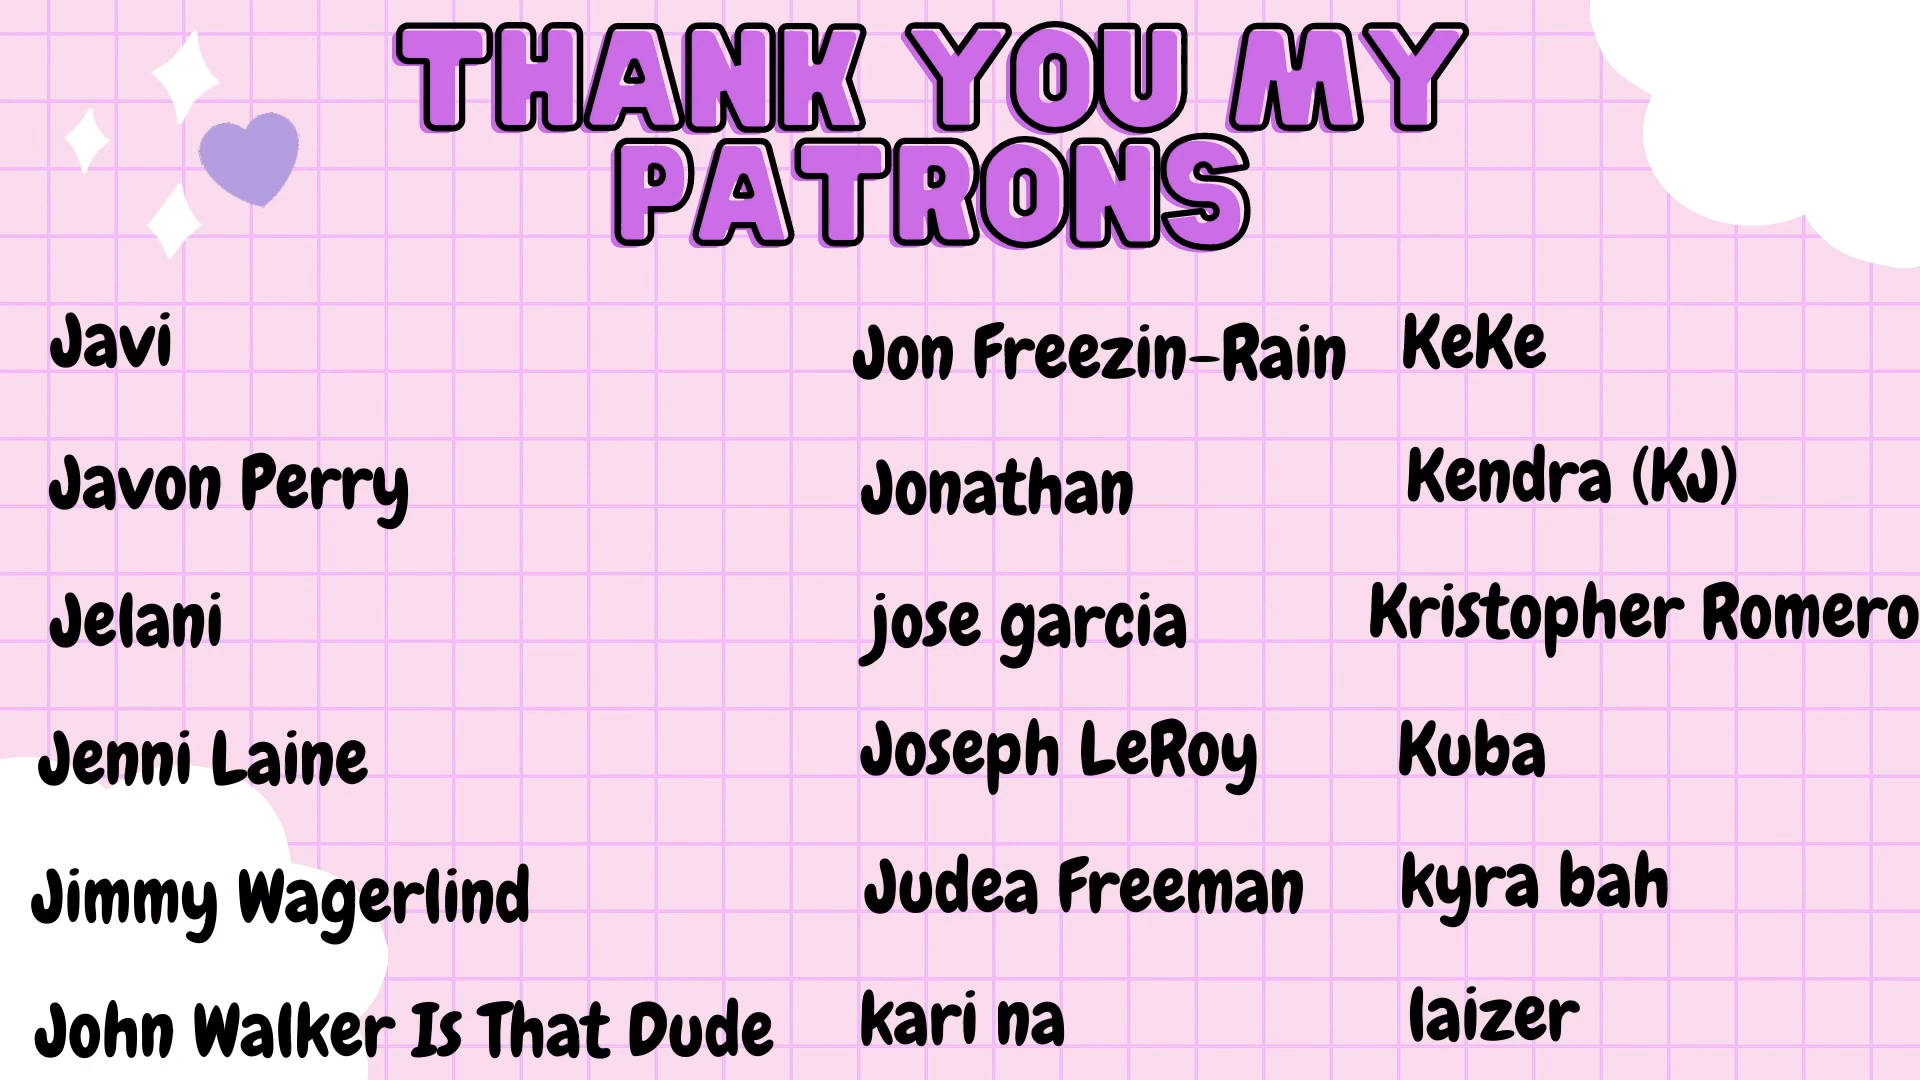 THANK YOU MY
PATRONS
Javi
Javon Perry
Jelani
Jenni Laine
Jimmy Wagerlind
John Walker Is That Dude
Jon Freezin-Rain
Jonathan
jose garcia
Joseph LeRoy
Judea Freeman
kari na
KeKe
Kendra (KJ)
Kristopher Romero
Kuba
kyra bah
laizer